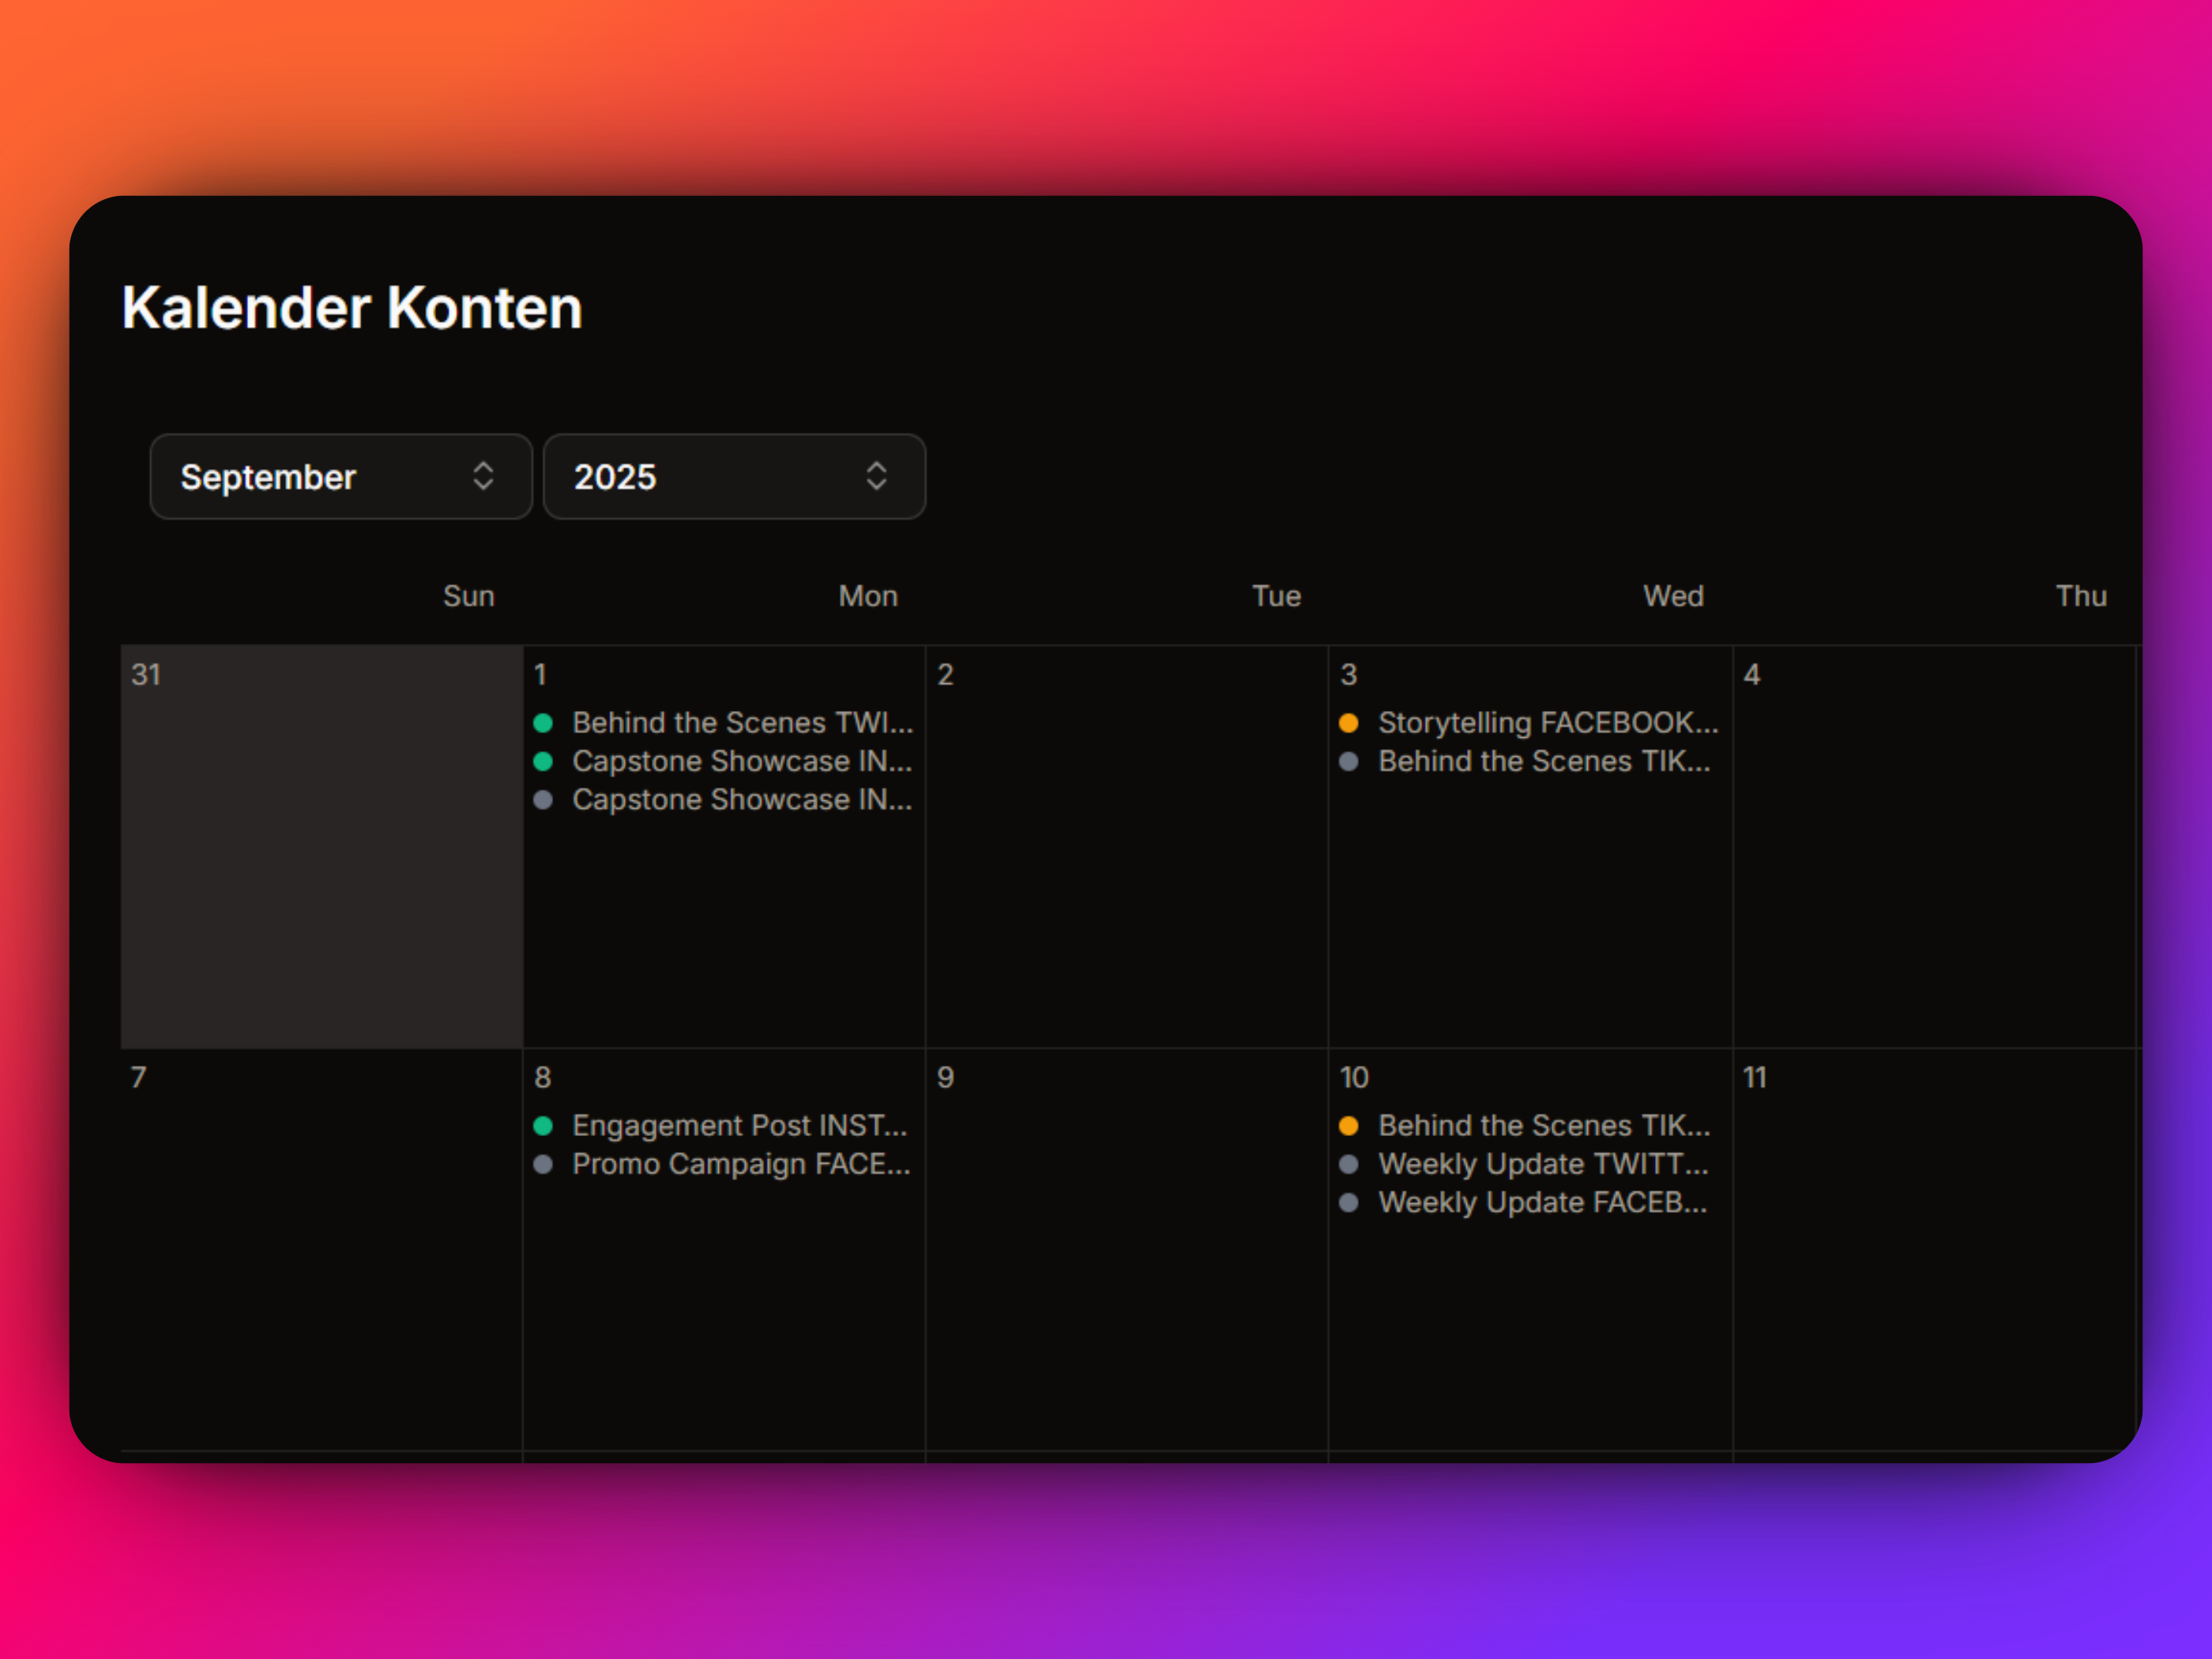 Kalender Konten
September 2025
Sun Mon Tue Wed Thu
31 1 2 3 4
Behind the Scenes TWI...
Capstone Showcase IN...
Capstone Showcase IN...
Storytelling FACEBOOK...
Behind the Scenes TIK...
7 8 9 10 11
Engagement Post INST...
Promo Campaign FACE...
Behind the Scenes TIK...
Weekly Update TWITT...
Weekly Update FACEB...